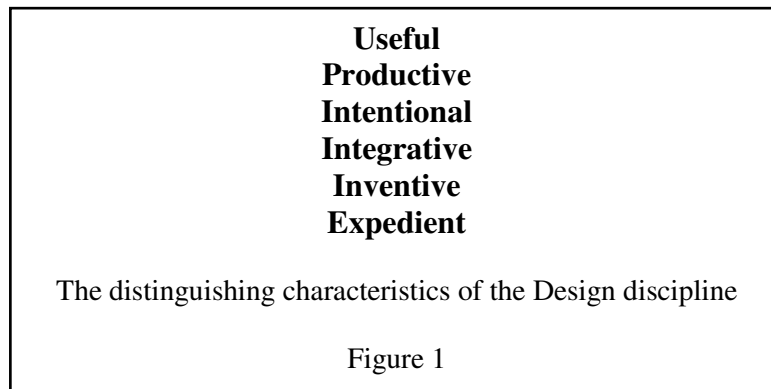 Useful
Productive
Intentional
Integrative
Inventive
Expedient
The distinguishing characteristics of the Design discipline
Figure 1